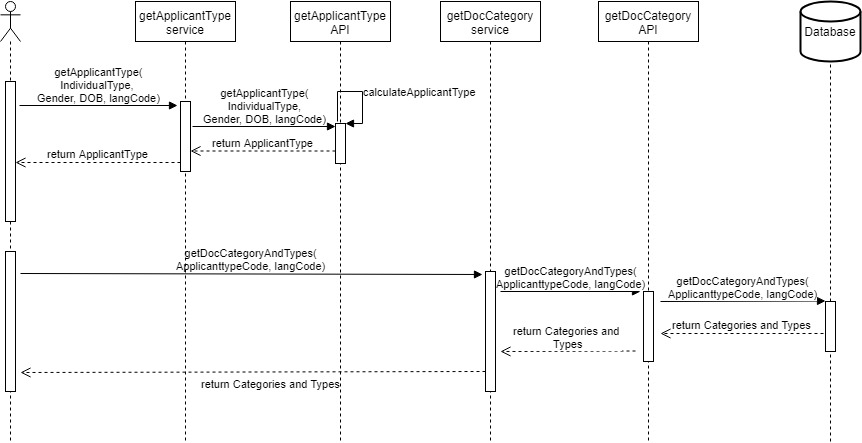 getApplicantType
service
getApplicantType
API
getDocCategory
service
getDocCategory
API
Database
getApplicantType(
IndividualType,
Gender, DOB, langCode)
getApplicantType(
IndividualType,
Gender, DOB, langCode)
calculateApplicantType
return ApplicantType
return ApplicantType
getDocCategoryAndTypes(
ApplicanttypeCode, langCode)
getDocCategoryAndTypes(
ApplicanttypeCode, langCode)
getDocCategoryAndTypes(
ApplicanttypeCode, langCode)
return Categories and Types
return Categories and
Types
return Categories and Types